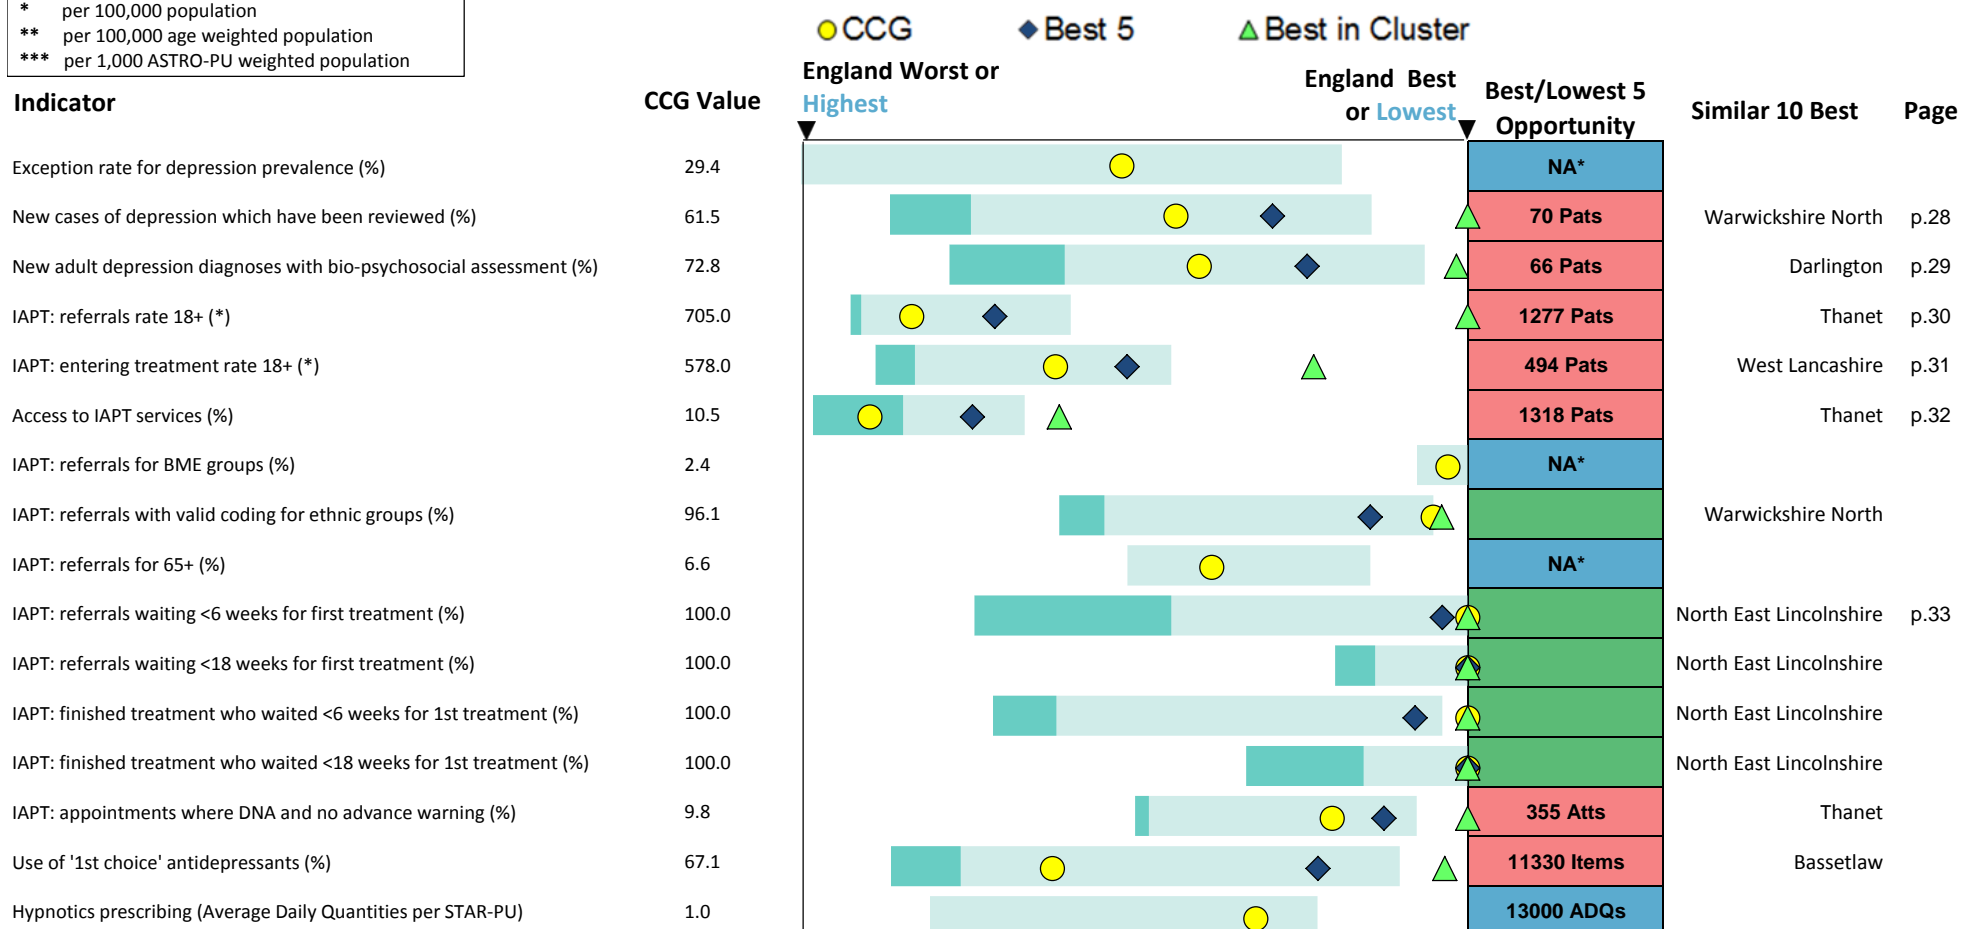 * per 100,000 population
** per 100,000 age weighted population
*** per 1,000 ASTRO-PU weighted population
CCG Best 5 Best in Cluster
Indicator CCG Value England Worst or Highest England Best or Lowest Best/Lowest 5 Opportunity Similar 10 Best Page
Exception rate for depression prevalence (%) 29.4 NA*
New cases of depression which have been reviewed (%) 61.5 70 Pats Warwickshire North p.28
New adult depression diagnoses with bio-psychosocial assessment (%) 72.8 66 Pats Darlington p.29
IAPT: referrals rate 18+ (*) 705.0 1277 Pats Thanet p.30
IAPT: entering treatment rate 18+ (*) 578.0 494 Pats West Lancashire p.31
Access to IAPT services (%) 10.5 1318 Pats Thanet p.32
IAPT: referrals for BME groups (%) 2.4 NA*
IAPT: referrals with valid coding for ethnic groups (%) 96.1 Warwickshire North
IAPT: referrals for 65+ (%) 6.6 NA*
IAPT: referrals waiting <6 weeks for first treatment (%) 100.0 North East Lincolnshire p.33
IAPT: referrals waiting <18 weeks for first treatment (%) 100.0 North East Lincolnshire
IAPT: finished treatment who waited <6 weeks for 1st treatment (%) 100.0 North East Lincolnshire
IAPT: finished treatment who waited <18 weeks for 1st treatment (%) 100.0 North East Lincolnshire
IAPT: appointments where DNA and no advance warning (%) 9.8 355 Atts Thanet
Use of '1st choice' antidepressants (%) 67.1 11330 Items Bassetlaw
Hypnotics prescribing (Average Daily Quantities per STAR-PU) 1.0 13000 ADQs